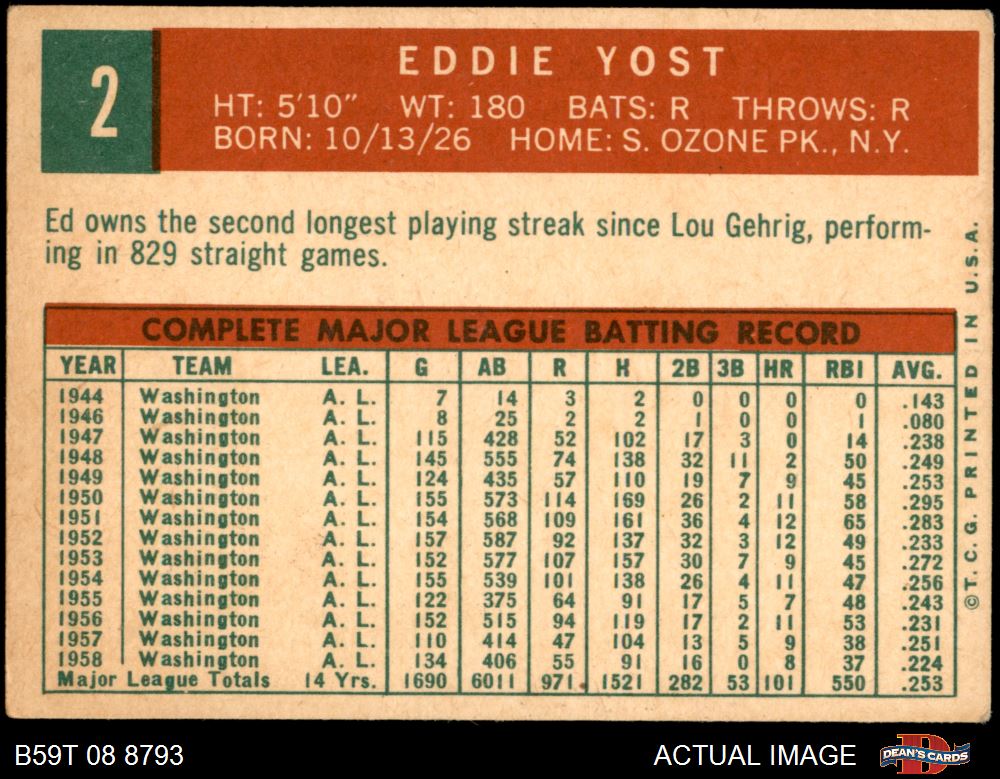 2
EDDIE YOST
HT: 5'10" WT: 180 BATS: R THROWS: R
BORN: 10/13/26 HOME: S. OZONE PK., N.Y.
Ed owns the second longest playing streak since Lou Gehrig, perform-
ing in 829 straight games.
COMPLETE MAJOR LEAGUE BATTING RECORD
YEAR TEAM LEA. G AB R H 2B 3B HR RBI AVG.
1944 Washington A. L. 7 14 3 2 0 0 0 0 .143
1946 Washington A. L. 8 25 2 2 1 0 0 1 .080
1947 Washington A. L. 115 428 52 102 17 3 0 14 .238
1948 Washington A. L. 145 555 74 138 32 11 2 50 .249
1949 Washington A. L. 124 435 57 110 19 7 9 45 .253
1950 Washington A. L. 155 573 114 169 26 2 11 58 .295
1951 Washington A. L. 154 568 109 161 36 4 12 65 .283
1952 Washington A. L. 157 587 92 137 32 3 12 49 .233
1953 Washington A. L. 152 577 107 157 30 7 9 45 .272
1954 Washington A. L. 155 539 101 138 26 4 11 47 .256
1955 Washington A. L. 122 375 64 91 17 5 7 48 .243
1956 Washington A. L. 152 515 94 119 17 2 11 53 .231
1957 Washington A. L. 110 414 47 104 13 5 9 38 .251
1958 Washington A. L. 134 406 55 91 16 0 8 37 .224
Major League Totals 14 Yrs. 1690 6011 971 1521 282 53 101 550 .253
©T. C. G. PRINTED IN U.S.A.
B59T 08 8793
ACTUAL IMAGE
DEAN'S CARDS